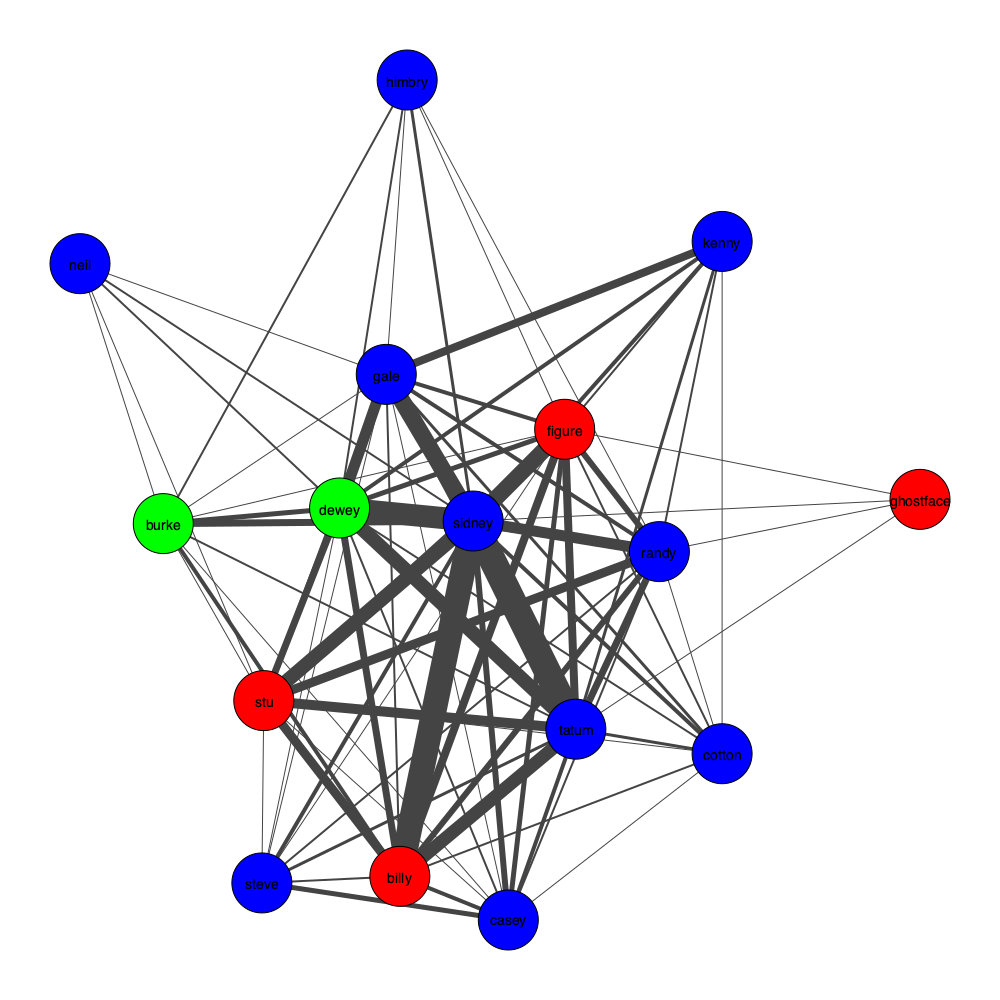 himbry
kenny
neil
gale
figure
ghostface
dewey
burke
sidney
randy
stu
tatum
cotton
billy
steve
casey